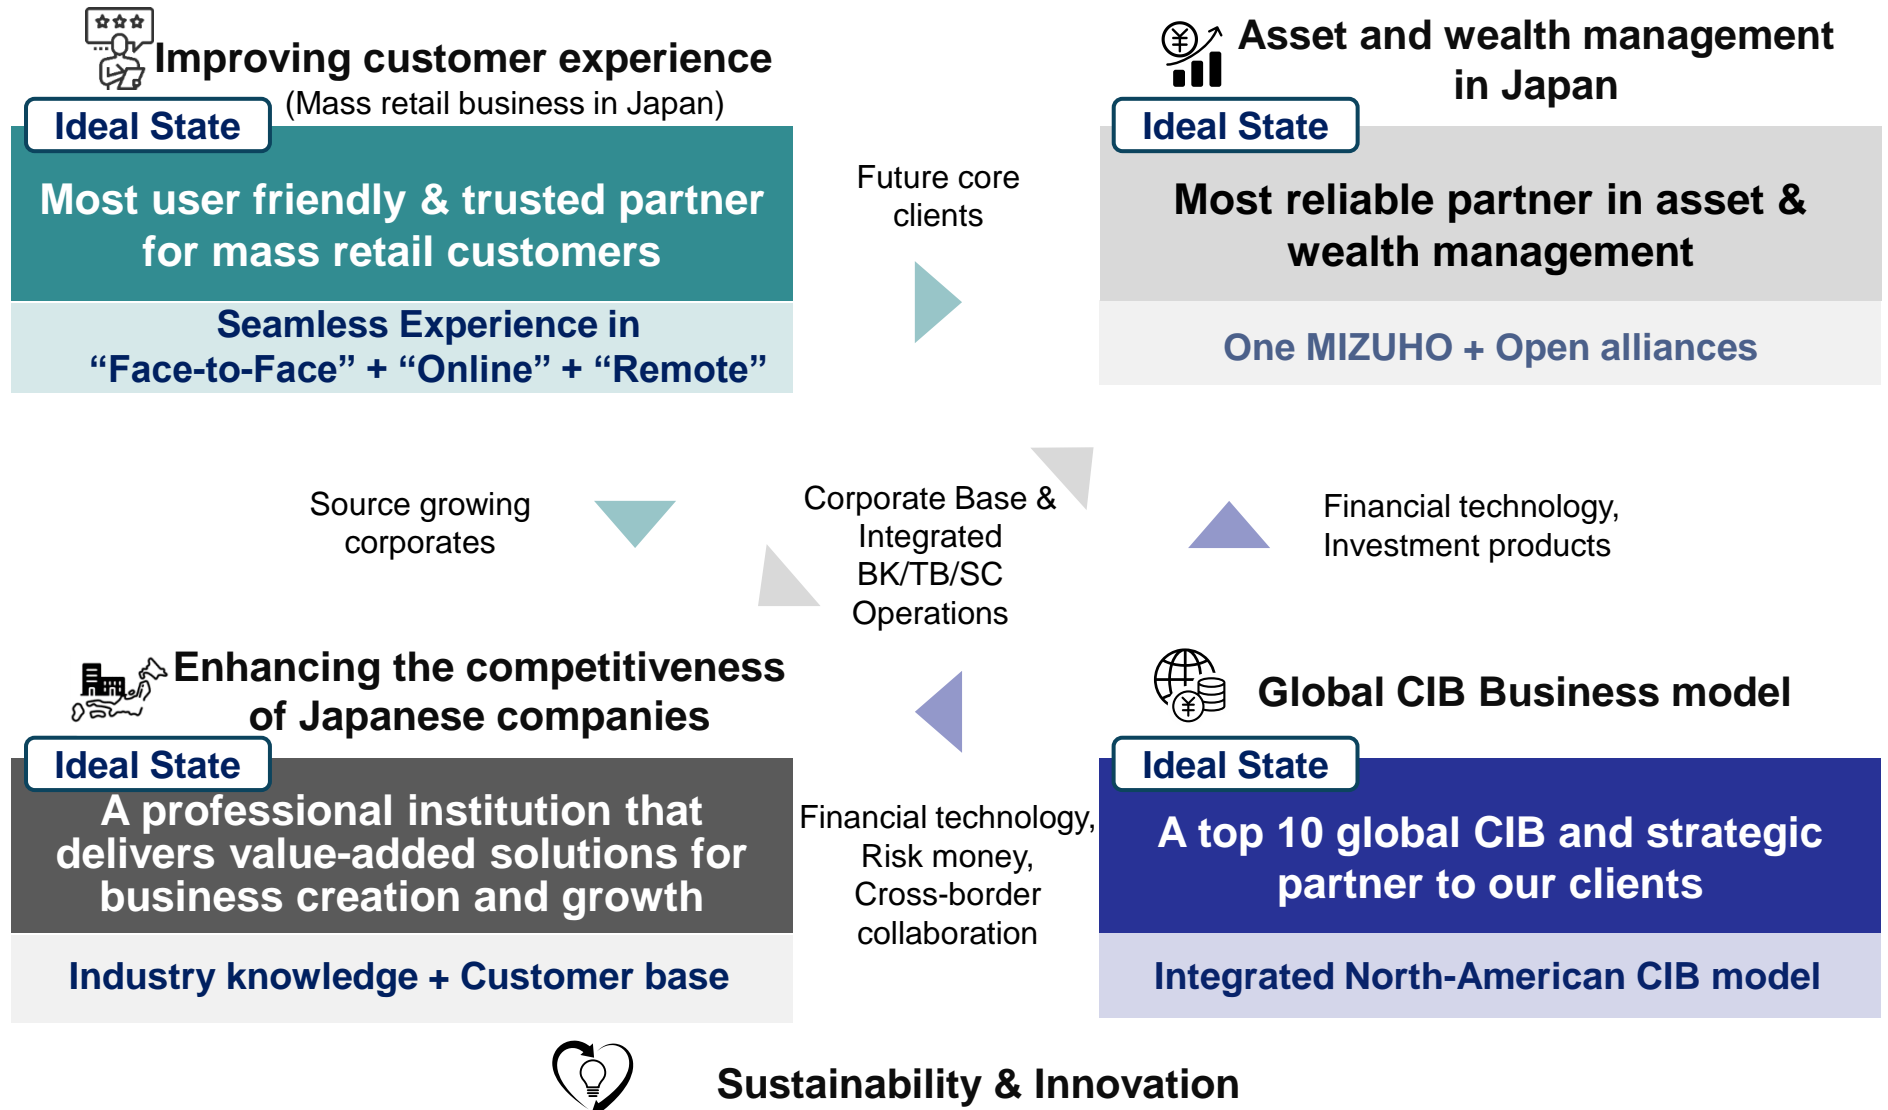 Improving customer experience
(Mass retail business in Japan)
Ideal State
Most user friendly & trusted partner
for mass retail customers
Seamless Experience in
“Face-to-Face” + “Online” + “Remote”
Future core
clients
Asset and wealth management
in Japan
Ideal State
Most reliable partner in asset &
wealth management
One MIZUHO + Open alliances
Source growing
corporates
Corporate Base &
Integrated
BK/TB/SC
Operations
Financial technology,
Investment products
Enhancing the competitiveness
of Japanese companies
Ideal State
A professional institution that
delivers value-added solutions for
business creation and growth
Industry knowledge + Customer base
Financial technology,
Risk money,
Cross-border
collaboration
Global CIB Business model
Ideal State
A top 10 global CIB and strategic
partner to our clients
Integrated North-American CIB model
Sustainability & Innovation